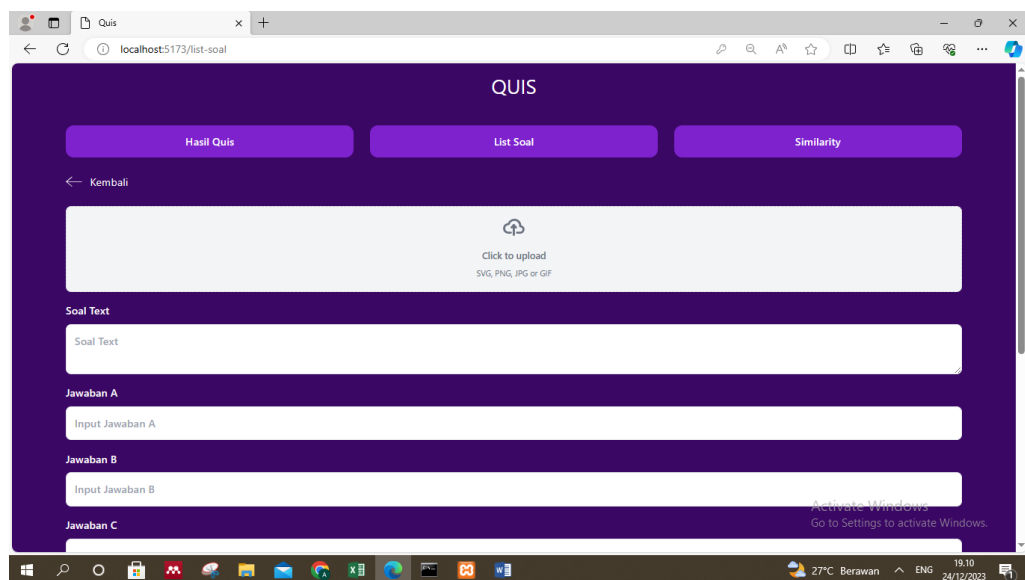 Quis
localhost:5173/list-soal
QUIS
Hasil Quis
List Soal
Similarity
Kembali
Click to upload
SVG, PNG, JPG or GIF
Soal Text
Soal Text
Jawaban A
Input Jawaban A
Jawaban B
Input Jawaban B
Activate Windows
Go to Settings to activate Windows.
Jawaban C
27°C Berawan
ENG
19.10
24/12/2023